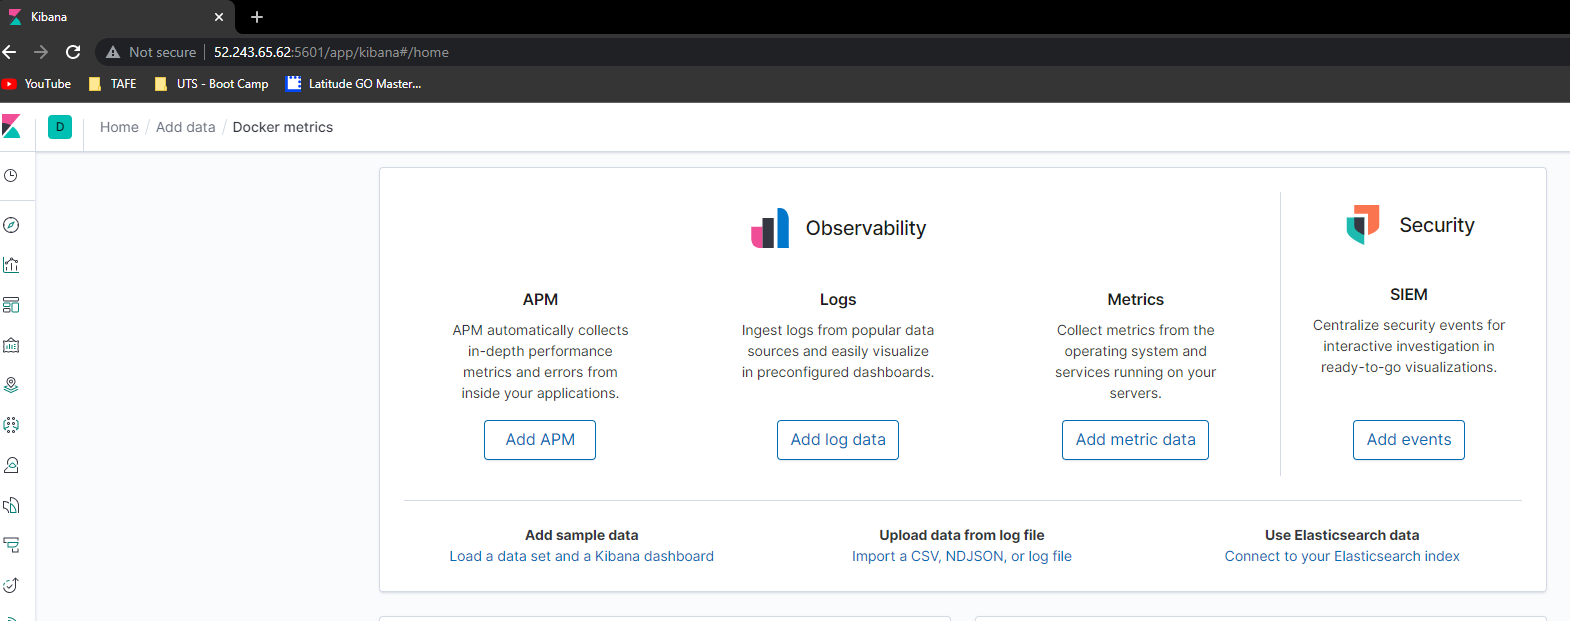 Kibana
Not secure 52.243.65.62:5601/app/kibana#/home
YouTube TAFE UTS - Boot Camp Latitude GO Master...
D Home / Add data / Docker metrics
Observability
Security
APM
APM automatically collects
in-depth performance
metrics and errors from
inside your applications.
Add APM
Logs
Ingest logs from popular data
sources and easily visualize
in preconfigured dashboards.
Add log data
Metrics
Collect metrics from the
operating system and
services running on your
servers.
Add metric data
SIEM
Centralize security events for
interactive investigation in
ready-to-go visualizations.
Add events
Add sample data
Load a data set and a Kibana dashboard
Upload data from log file
Import a CSV, NDJSON, or log file
Use Elasticsearch data
Connect to your Elasticsearch index